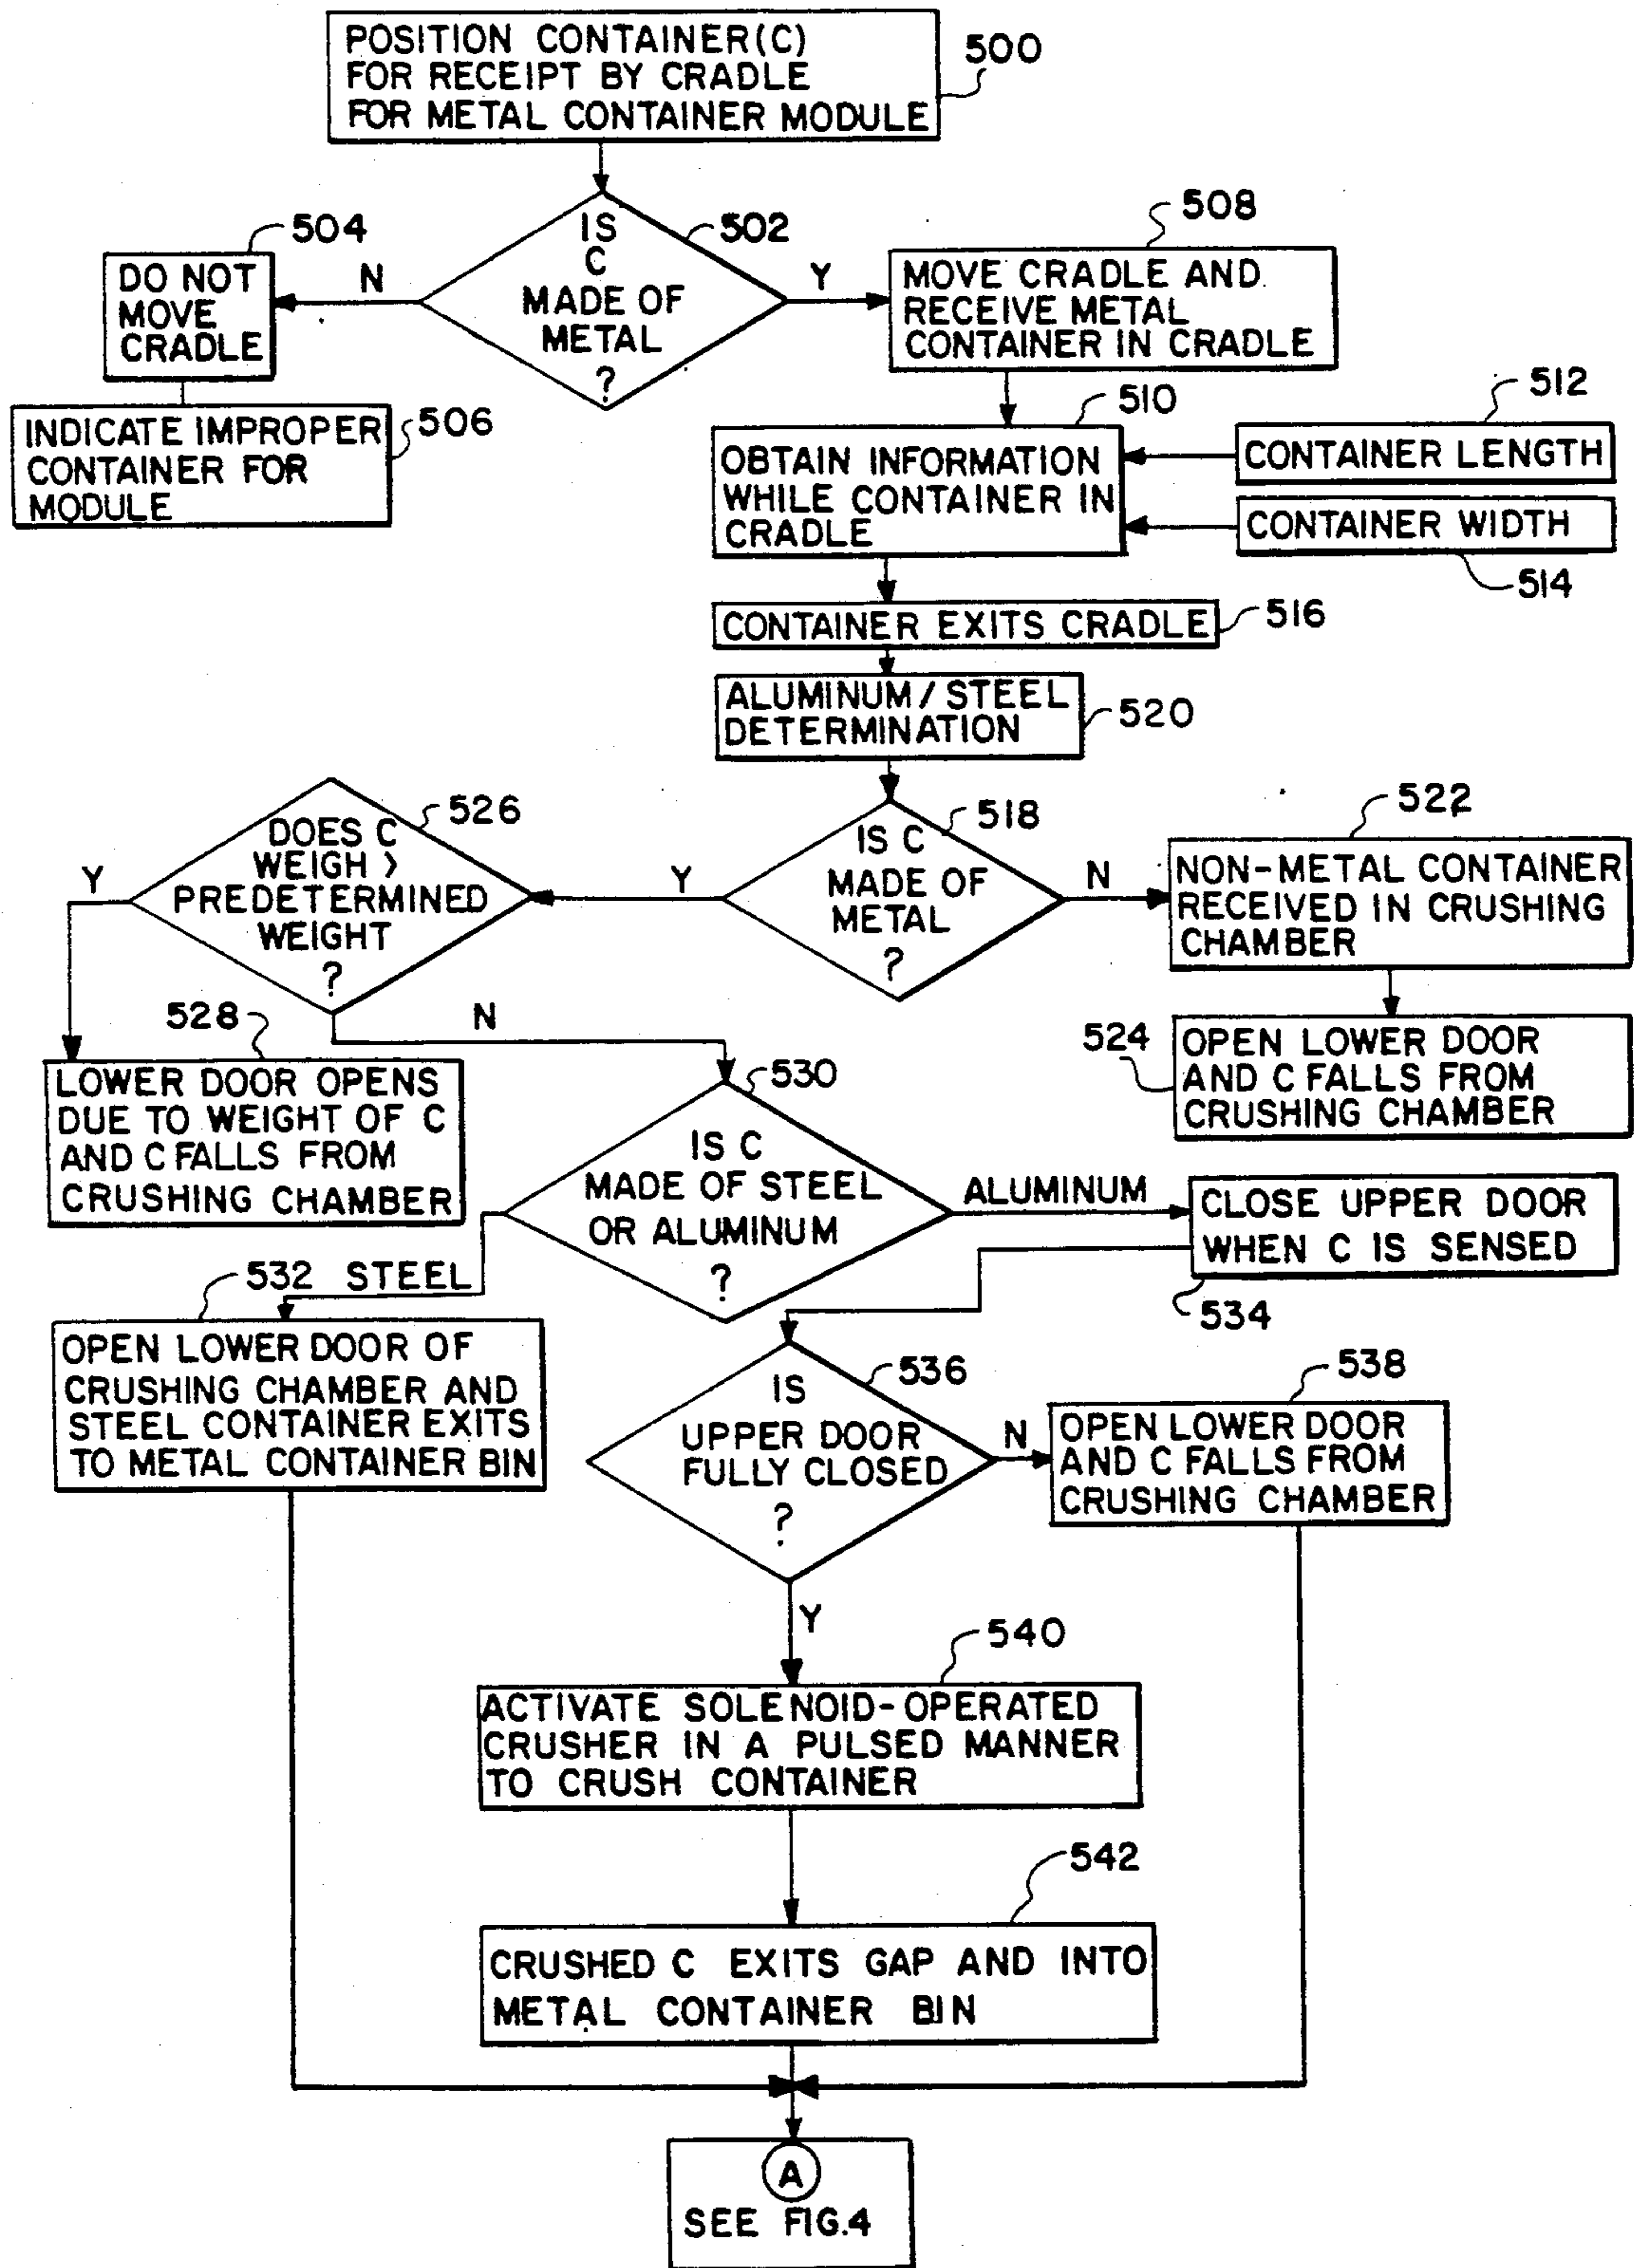 POSITION CONTAINER(C)
FOR RECEIPT BY CRADLE
FOR METAL CONTAINER MODULE
500
IS
C
MADE OF
METAL
?
502
N
Y
504
DO NOT
MOVE
CRADLE
508
MOVE CRADLE AND
RECEIVE METAL
CONTAINER IN CRADLE
INDICATE IMPROPER
CONTAINER FOR
MODULE
506
510
OBTAIN INFORMATION
WHILE CONTAINER IN
CRADLE
512
CONTAINER LENGTH
CONTAINER WIDTH
514
CONTAINER EXITS CRADLE
516
ALUMINUM / STEEL
DETERMINATION
520
526
DOES C
WEIGH >
PREDETERMINED
WEIGHT
?
Y
N
518
IS C
MADE OF
METAL
?
Y
N
522
NON-METAL CONTAINER
RECEIVED IN CRUSHING
CHAMBER
524
OPEN LOWER DOOR
AND C FALLS FROM
CRUSHING CHAMBER
528
LOWER DOOR OPENS
DUE TO WEIGHT OF C
AND C FALLS FROM
CRUSHING CHAMBER
530
IS C
MADE OF STEEL
OR ALUMINUM
?
ALUMINUM
CLOSE UPPER DOOR
WHEN C IS SENSED
534
532 STEEL
OPEN LOWER DOOR OF
CRUSHING CHAMBER AND
STEEL CONTAINER EXITS
TO METAL CONTAINER BIN
536
IS
UPPER DOOR
FULLY CLOSED
?
N
Y
538
OPEN LOWER DOOR
AND C FALLS FROM
CRUSHING CHAMBER
540
ACTIVATE SOLENOID-OPERATED
CRUSHER IN A PULSED MANNER
TO CRUSH CONTAINER
542
CRUSHED C EXITS GAP AND INTO
METAL CONTAINER BIN
A
SEE FIG.4